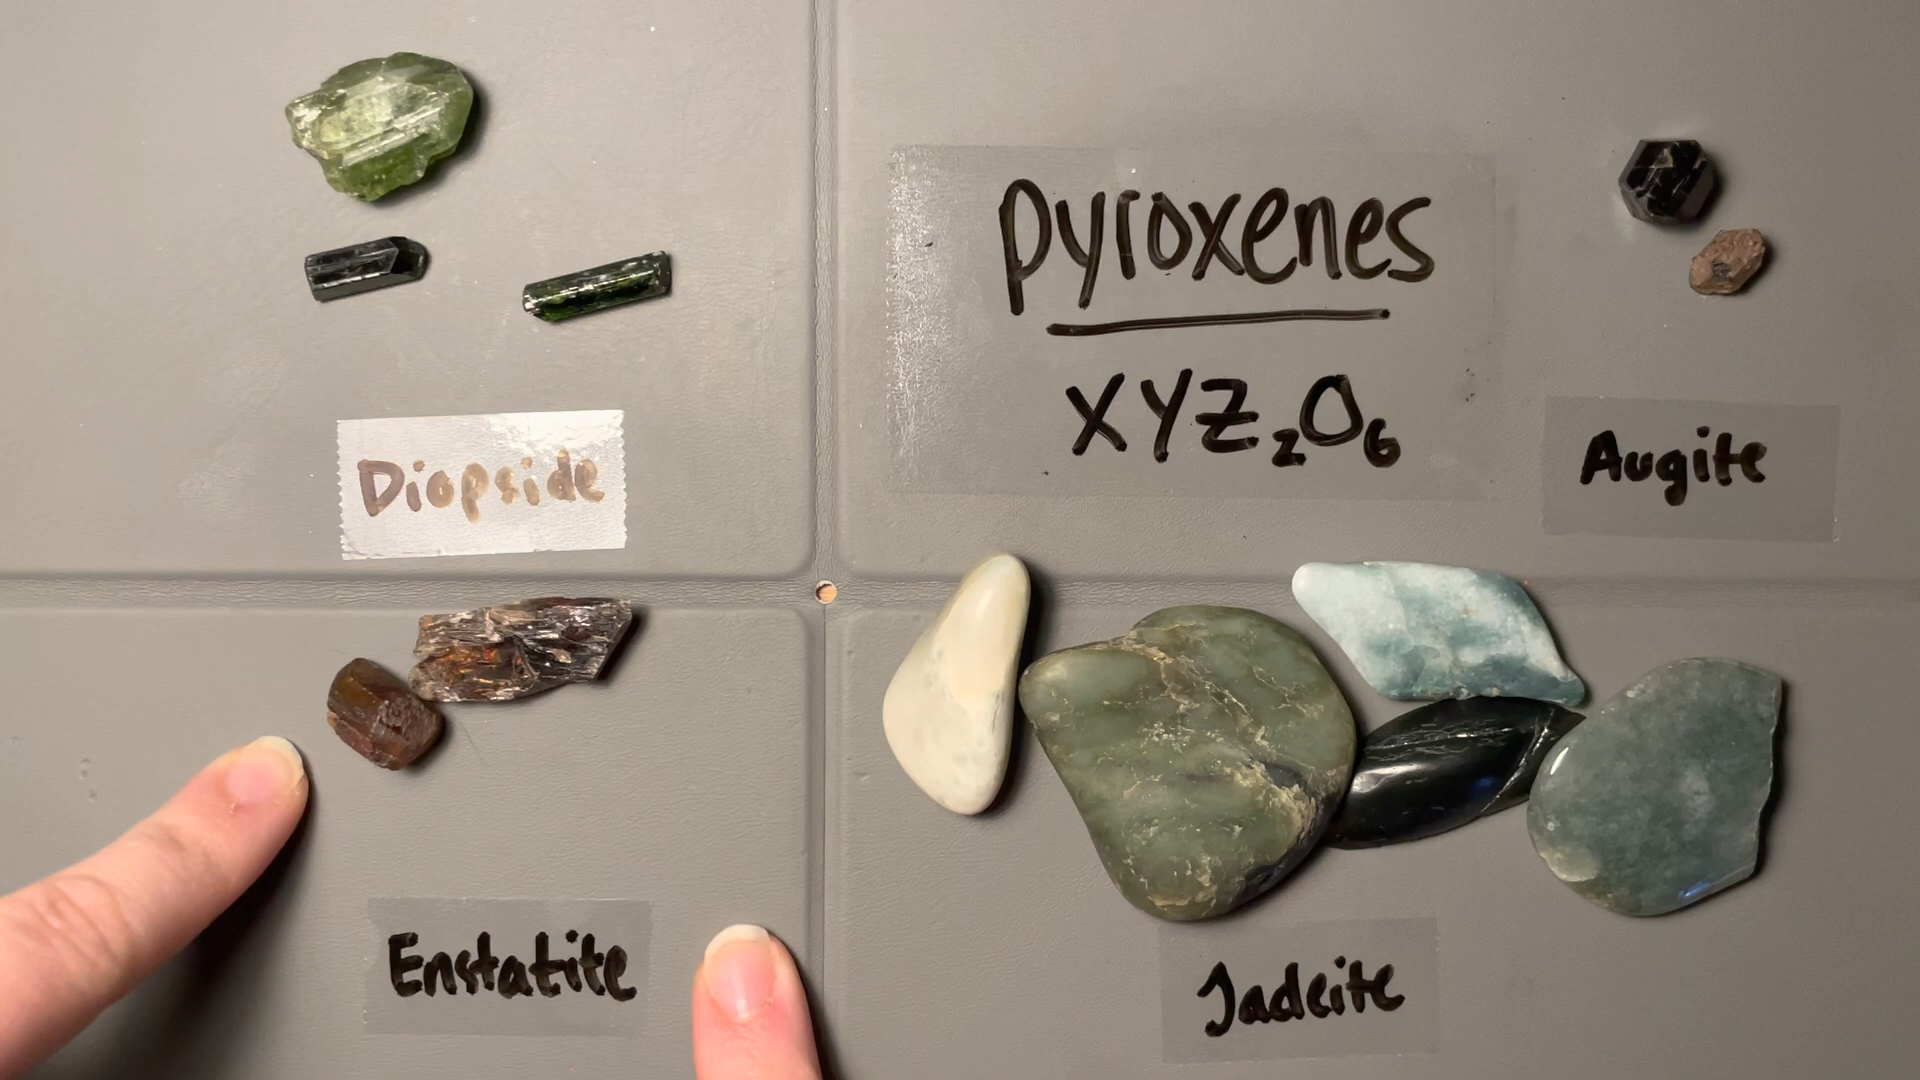 Pyroxenes
XYZ₂O₆
Augite
Diopside
Enstatite
Jadeite